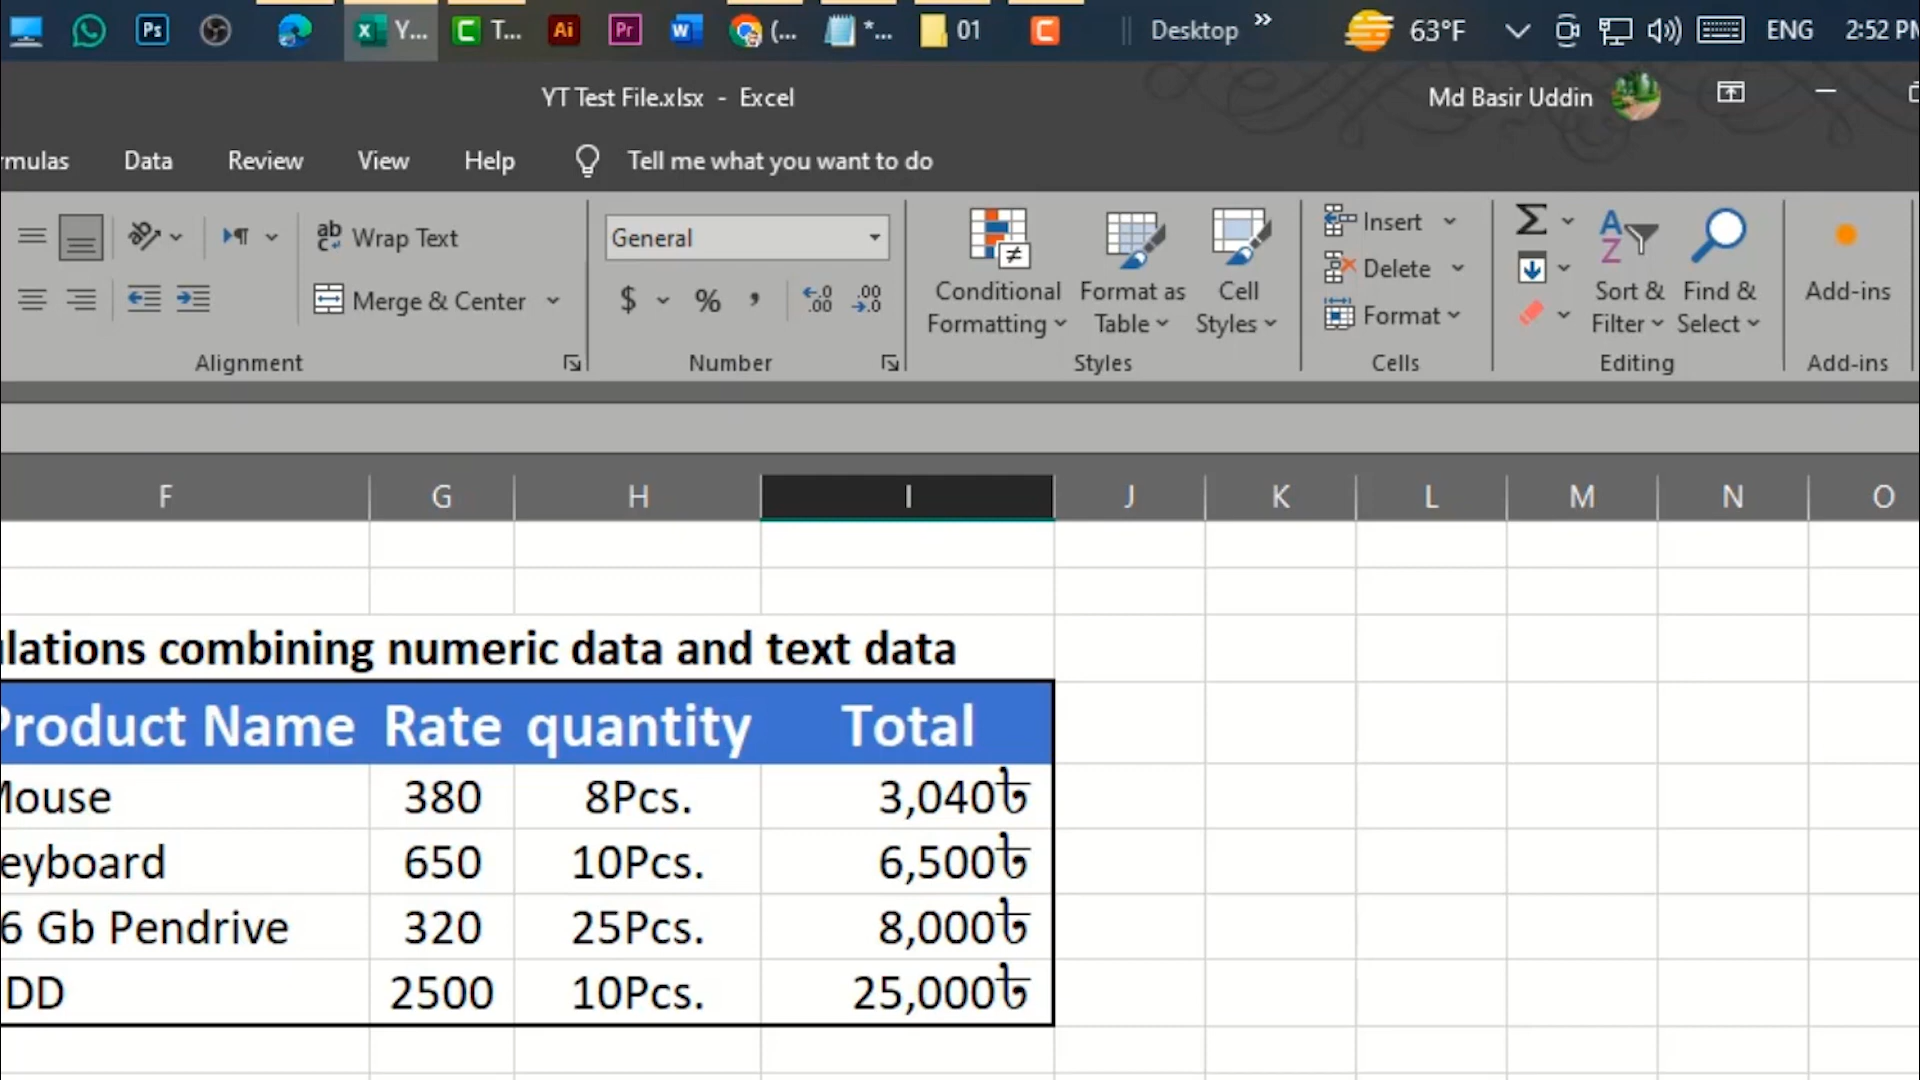 Ps Y... C T... Ai Pr (... *... 01 C Desktop 63°F ENG 2:52 PM
YT Test File.xlsx - Excel Md Basir Uddin
rmulas Data Review View Help Tell me what you want to do
Wrap Text General Insert
Delete
Merge & Center $ % , Conditional Formatting Format as Table Cell Styles Format Sort & Filter Find & Select Add-ins
Alignment Number Styles Cells Editing Add-ins
F G H I J K L M N O
ulations combining numeric data and text data
Product Name Rate quantity Total
Mouse 380 8Pcs. 3,040৳
eyboard 650 10Pcs. 6,500৳
6 Gb Pendrive 320 25Pcs. 8,000৳
DD 2500 10Pcs. 25,000৳